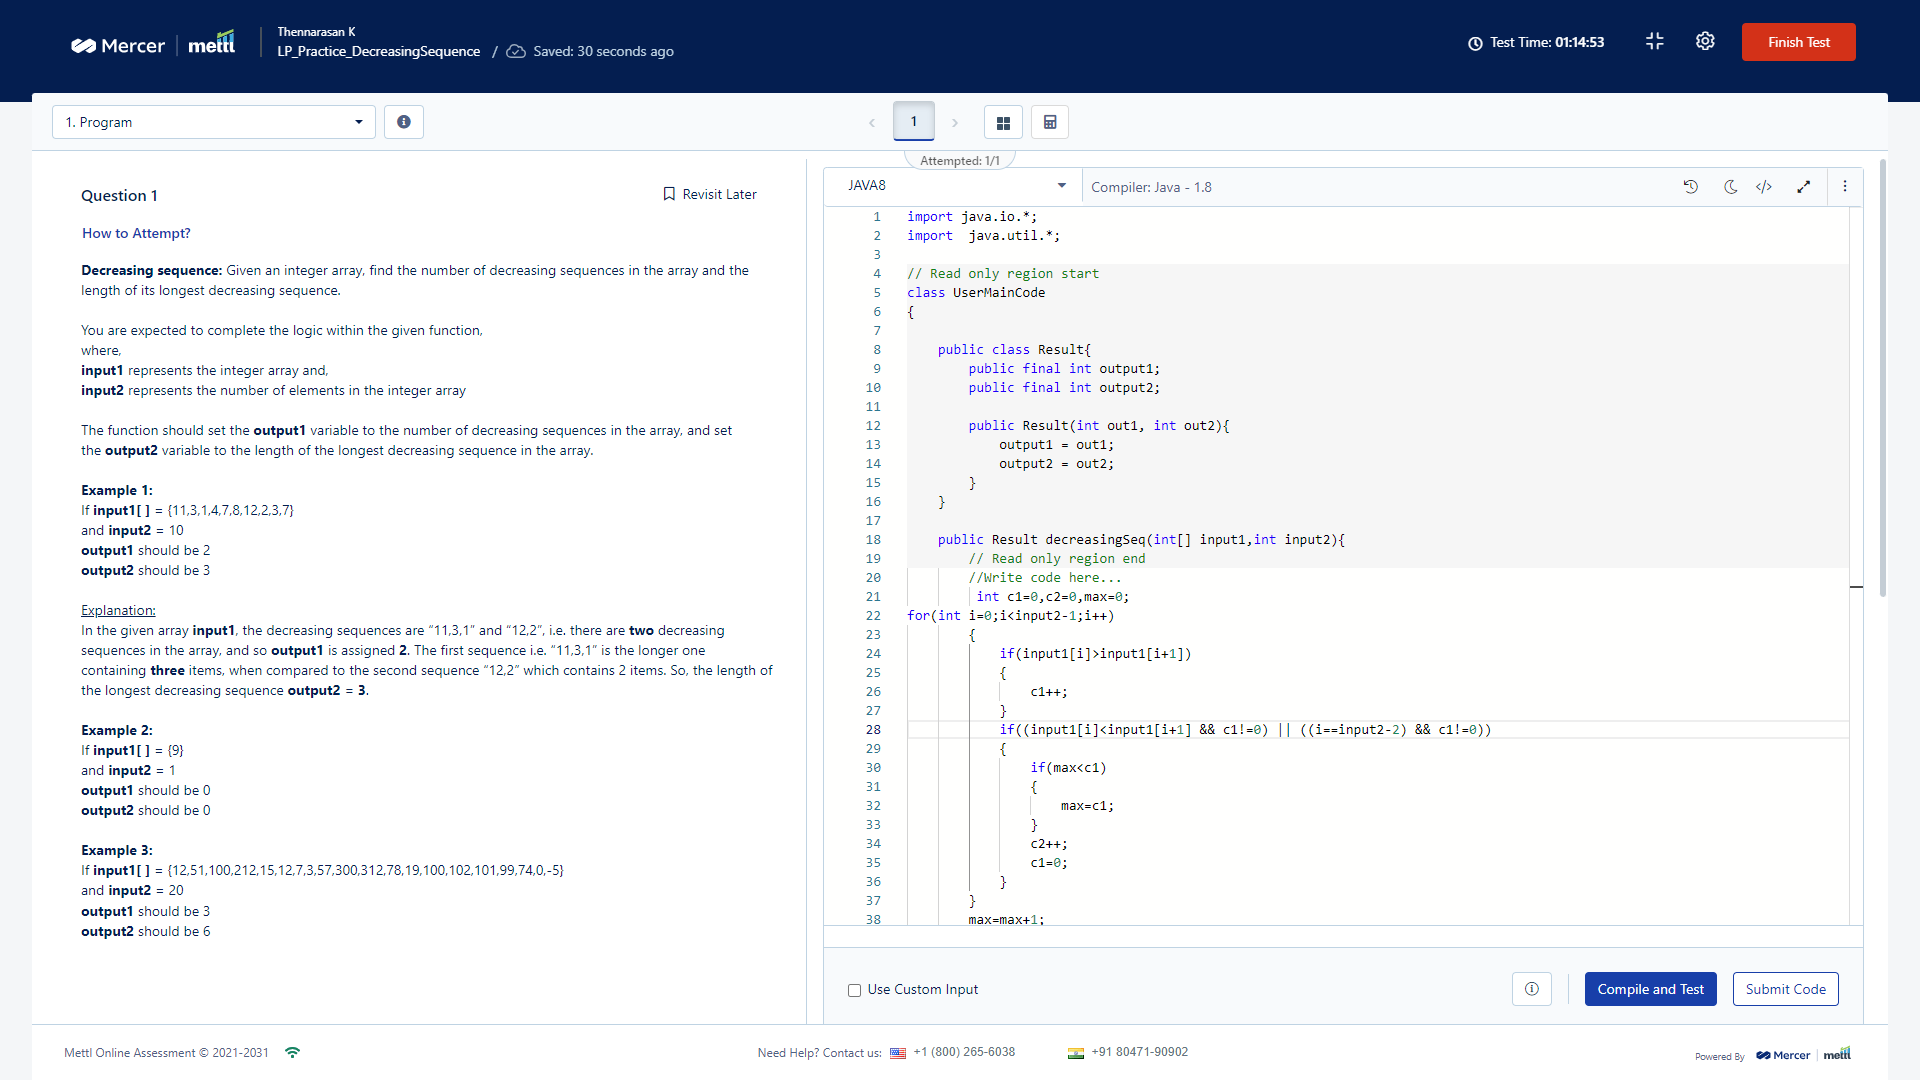 Mercer | mettl
Thennarasan K
LP_Practice_DecreasingSequence / Saved: 30 seconds ago
Test Time: 01:14:53
Finish Test
1. Program
1
Attempted: 1/1
Question 1
Revisit Later
How to Attempt?
Decreasing sequence: Given an integer array, find the number of decreasing sequences in the array and the
length of its longest decreasing sequence.
You are expected to complete the logic within the given function,
where,
input1 represents the integer array and,
input2 represents the number of elements in the integer array
The function should set the output1 variable to the number of decreasing sequences in the array, and set
the output2 variable to the length of the longest decreasing sequence in the array.
Example 1:
If input1[ ] = {11,3,1,4,7,8,12,2,3,7}
and input2 = 10
output1 should be 2
output2 should be 3
Explanation:
In the given array input1, the decreasing sequences are “11,3,1” and “12,2”, i.e. there are two decreasing
sequences in the array, and so output1 is assigned 2. The first sequence i.e. “11,3,1” is the longer one
containing three items, when compared to the second sequence “12,2” which contains 2 items. So, the length of
the longest decreasing sequence output2 = 3.
Example 2:
If input1[ ] = {9}
and input2 = 1
output1 should be 0
output2 should be 0
Example 3:
If input1[ ] = {12,51,100,212,15,12,7,3,57,300,312,78,19,100,102,101,99,74,0,-5}
and input2 = 20
output1 should be 3
output2 should be 6
JAVA8
Compiler: Java - 1.8
1 import java.io.*;
2 import  java.util.*;
3
4 // Read only region start
5 class UserMainCode
6 {
7
8     public class Result{
9         public final int output1;
10         public final int output2;
11
12         public Result(int out1, int out2){
13             output1 = out1;
14             output2 = out2;
15         }
16     }
17
18     public Result decreasingSeq(int[] input1,int input2){
19         // Read only region end
20         //Write code here...
21          int c1=0,c2=0,max=0;
22 for(int i=0;i<input2-1;i++)
23         {
24             if(input1[i]>input1[i+1])
25             {
26                 c1++;
27             }
28             if((input1[i]<input1[i+1] && c1!=0) || ((i==input2-2) && c1!=0))
29             {
30                 if(max<c1)
31                 {
32                     max=c1;
33                 }
34                 c2++;
35                 c1=0;
36             }
37         }
38         max=max+1;
Use Custom Input
Compile and Test
Submit Code
Mettl Online Assessment © 2021-2031
Need Help? Contact us: +1 (800) 265-6038
+91 80471-90902
Powered By Mercer | mettl